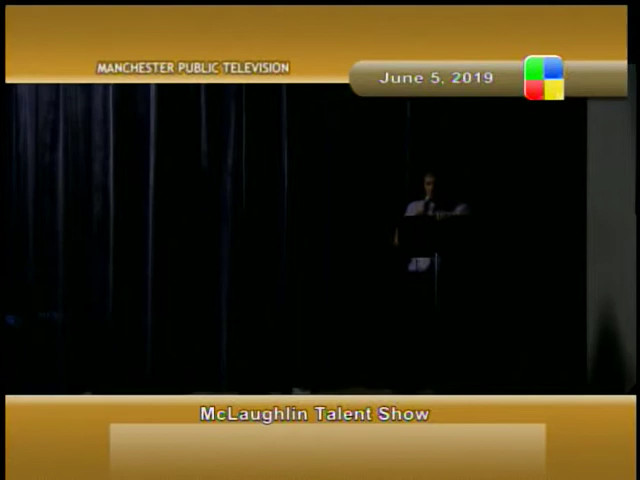 MANCHESTER PUBLIC TELEVISION
June 5, 2019
McLaughlin Talent Show